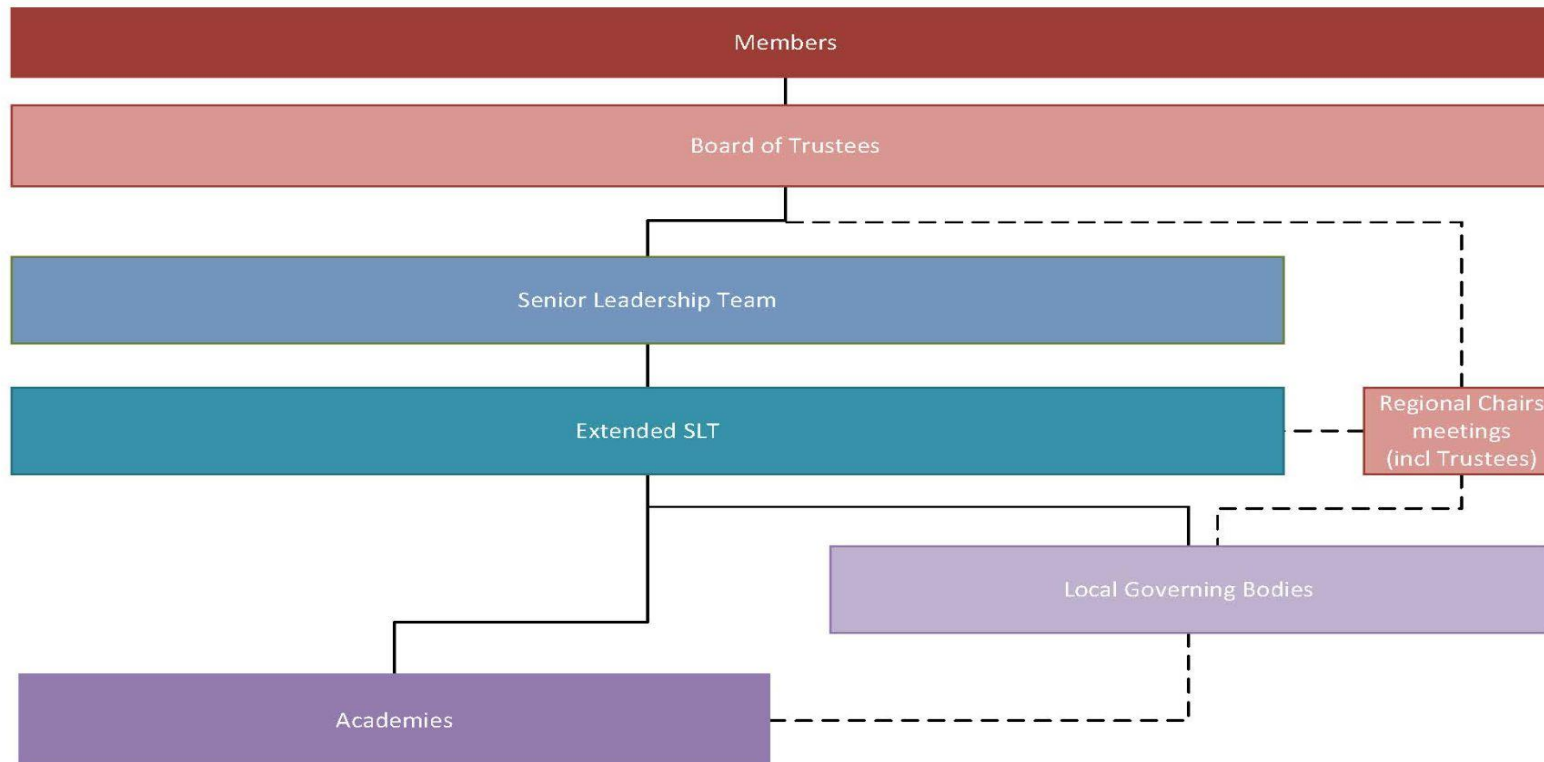 Members
Board of Trustees
Senior Leadership Team
Extended SLT
Regional Chairs
meetings
(incl Trustees)
Local Governing Bodies
Academies